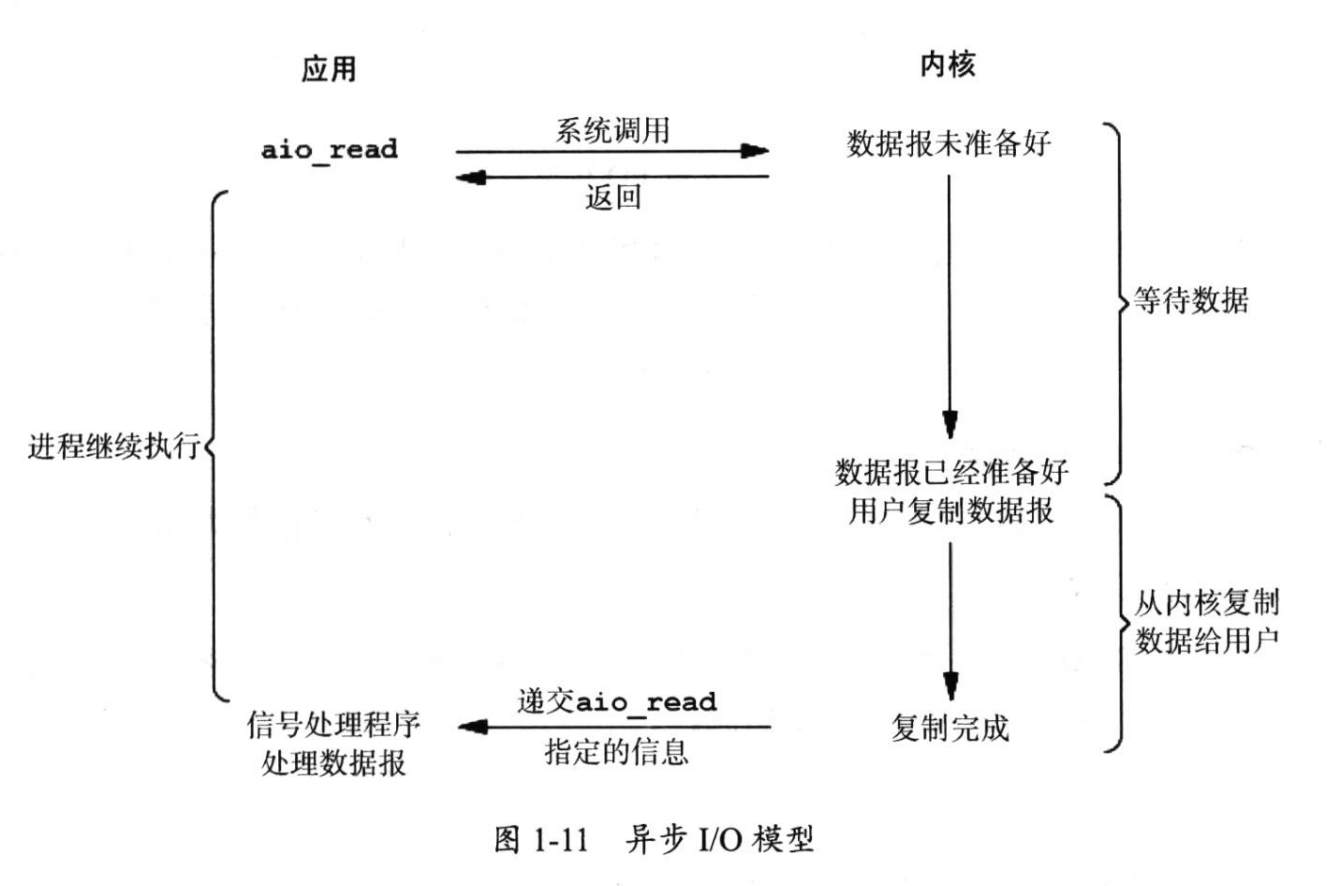 应用
内核
aio_read
系统调用
数据报未准备好
返回
等待数据
进程继续执行
数据报已经准备好
用户复制数据报
从内核复制
数据给用户
递交aio_read
信号处理程序
复制完成
指定的信息
处理数据报
图 1-11 异步 I/O 模型